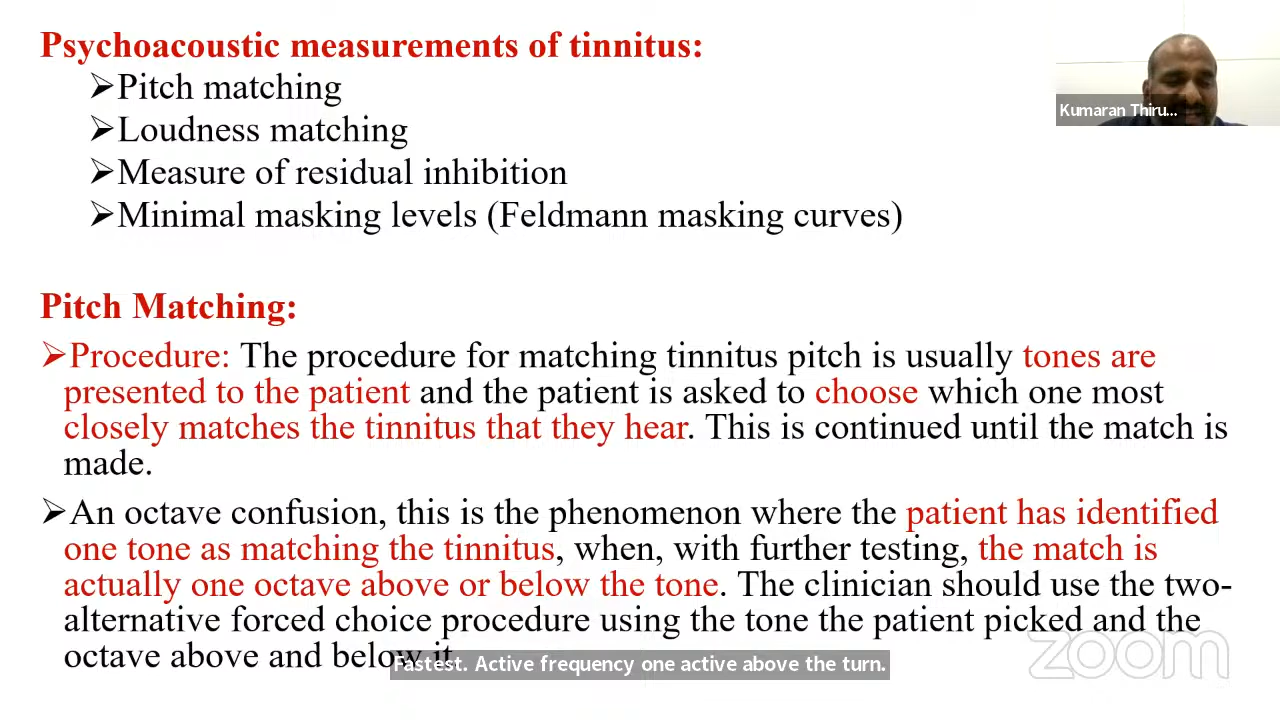 Psychoacoustic measurements of tinnitus:
➢Pitch matching
➢Loudness matching
➢Measure of residual inhibition
➢Minimal masking levels (Feldmann masking curves)
Kumaran Thiru...
Pitch Matching:
➢Procedure: The procedure for matching tinnitus pitch is usually tones are
presented to the patient and the patient is asked to choose which one most
closely matches the tinnitus that they hear. This is continued until the match is
made.
➢An octave confusion, this is the phenomenon where the patient has identified
one tone as matching the tinnitus, when, with further testing, the match is
actually one octave above or below the tone. The clinician should use the two-
alternative forced choice procedure using the tone the patient picked and the
octave above and below it.
Fastest. Active frequency one active above the turn.
zoom